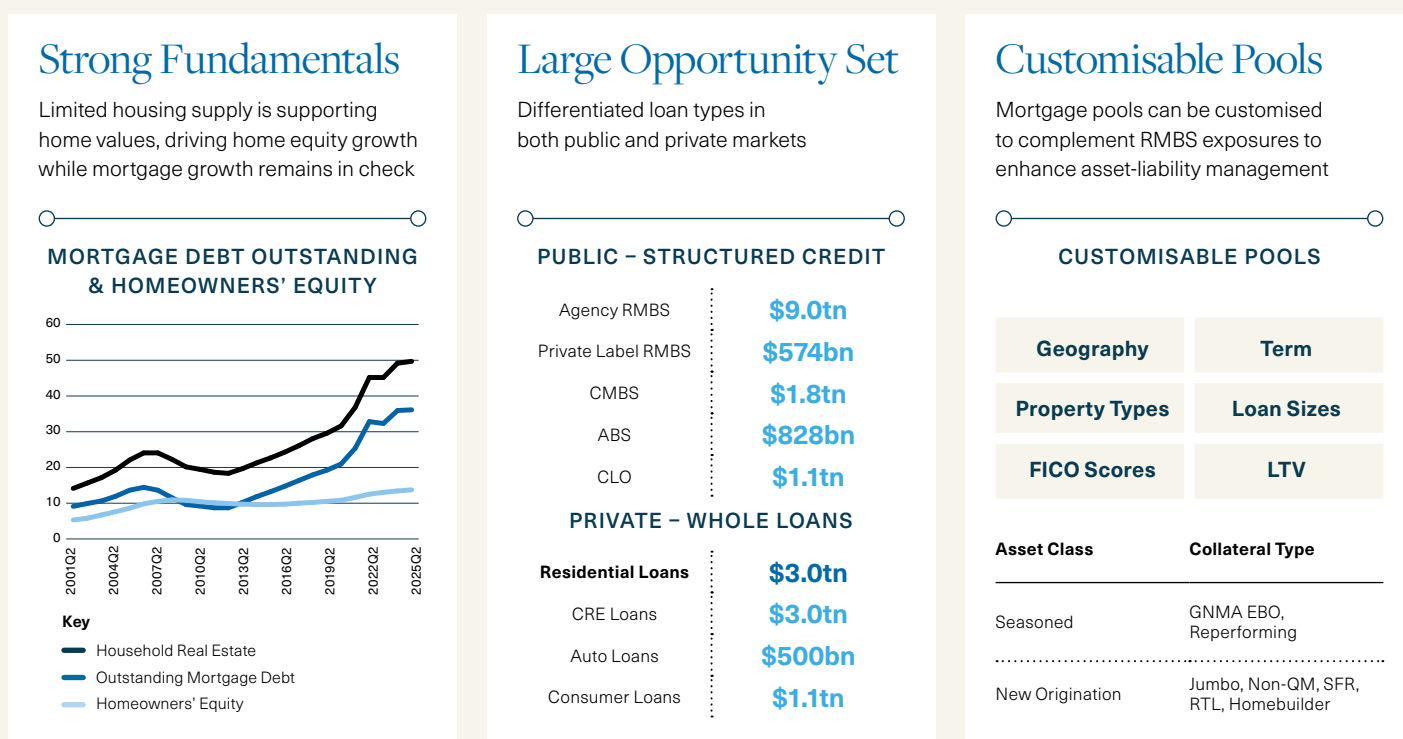 Strong Fundamentals
Limited housing supply is supporting
home values, driving home equity growth
while mortgage growth remains in check
MORTGAGE DEBT OUTSTANDING
& HOMEOWNERS’ EQUITY
60
50
40
30
20
10
0
2001Q2
2004Q2
2007Q2
2010Q2
2013Q2
2016Q2
2019Q2
2022Q2
2025Q2
Key
Household Real Estate
Outstanding Mortgage Debt
Homeowners’ Equity
Large Opportunity Set
Differentiated loan types in
both public and private markets
PUBLIC – STRUCTURED CREDIT
Agency RMBS $9.0tn
Private Label RMBS $574bn
CMBS $1.8tn
ABS $828bn
CLO $1.1tn
PRIVATE – WHOLE LOANS
Residential Loans $3.0tn
CRE Loans $3.0tn
Auto Loans $500bn
Consumer Loans $1.1tn
Customisable Pools
Mortgage pools can be customised
to complement RMBS exposures to
enhance asset-liability management
CUSTOMISABLE POOLS
Geography Term
Property Types Loan Sizes
FICO Scores LTV
Asset Class Collateral Type
Seasoned GNMA EBO,
Reperforming
New Origination Jumbo, Non-QM, SFR,
RTL, Homebuilder